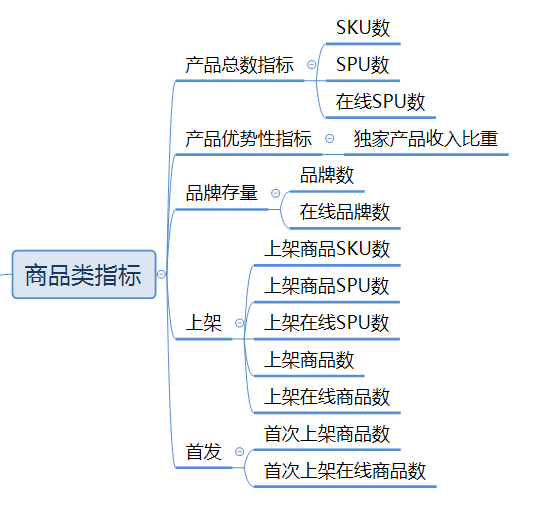 商品类指标
产品总数指标
SKU数
SPU数
在线SPU数
产品优势性指标
独家产品收入比重
品牌存量
品牌数
在线品牌数
上架
上架商品SKU数
上架商品SPU数
上架在线SPU数
上架商品数
上架在线商品数
首发
首次上架商品数
首次上架在线商品数